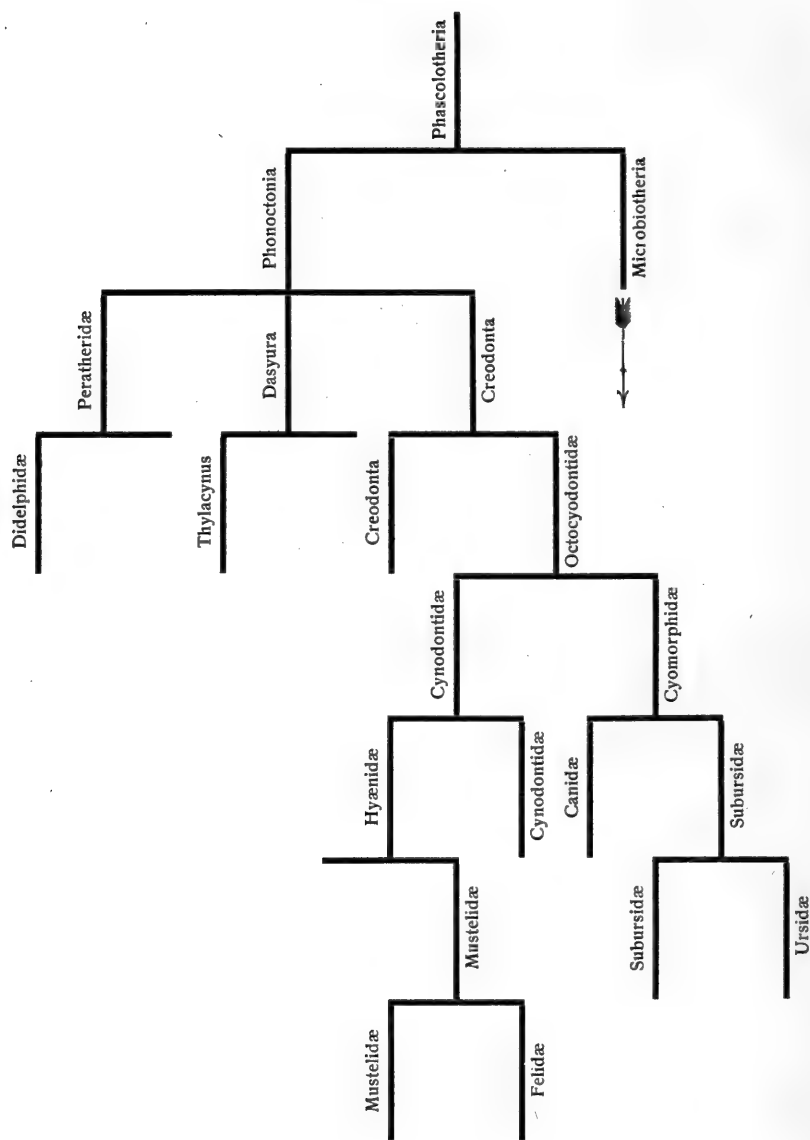 Phascolotheria
Phonoctonia
Microbiotheria
Peratheridæ
Dasyura
Creodonta
Didelphidæ
Thylacynus
Creodonta
Octocyodontidæ
Cynodontidæ
Cyomorphidæ
Hyænidæ
Cynodontidæ
Canidæ
Subursidæ
Mustelidæ
Subursidæ
Ursidæ
Mustelidæ
Felidæ